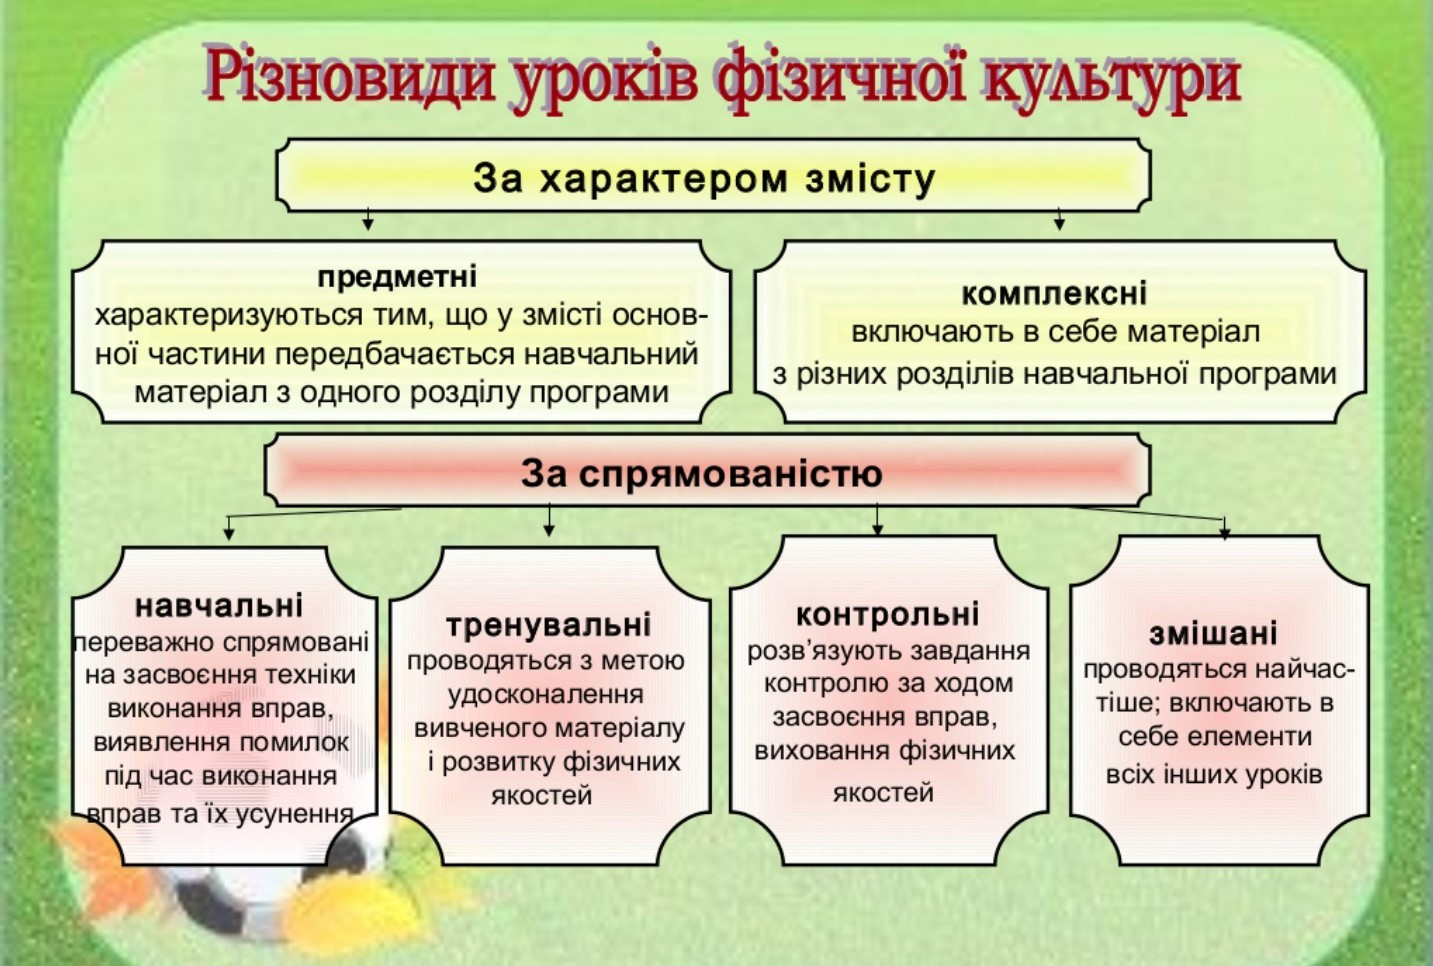 Різновиди уроків фізичної культури
За характером змісту
предметні
характеризуються тим, що у змісті основ-
ної частини передбачається навчальний
матеріал з одного розділу програми
комплексні
включають в себе матеріал
з різних розділів навчальної програми
За спрямованістю
навчальні
переважно спрямовані
на засвоєння техніки
виконання вправ,
виявлення помилок
під час виконання
вправ та їх усунення
тренувальні
проводяться з метою
удосконалення
вивченого матеріалу
і розвитку фізичних
якостей
контрольні
розв’язують завдання
контролю за ходом
засвоєння вправ,
виховання фізичних
якостей
змішані
проводяться найчас-
тіше; включають в
себе елементи
всіх інших уроків